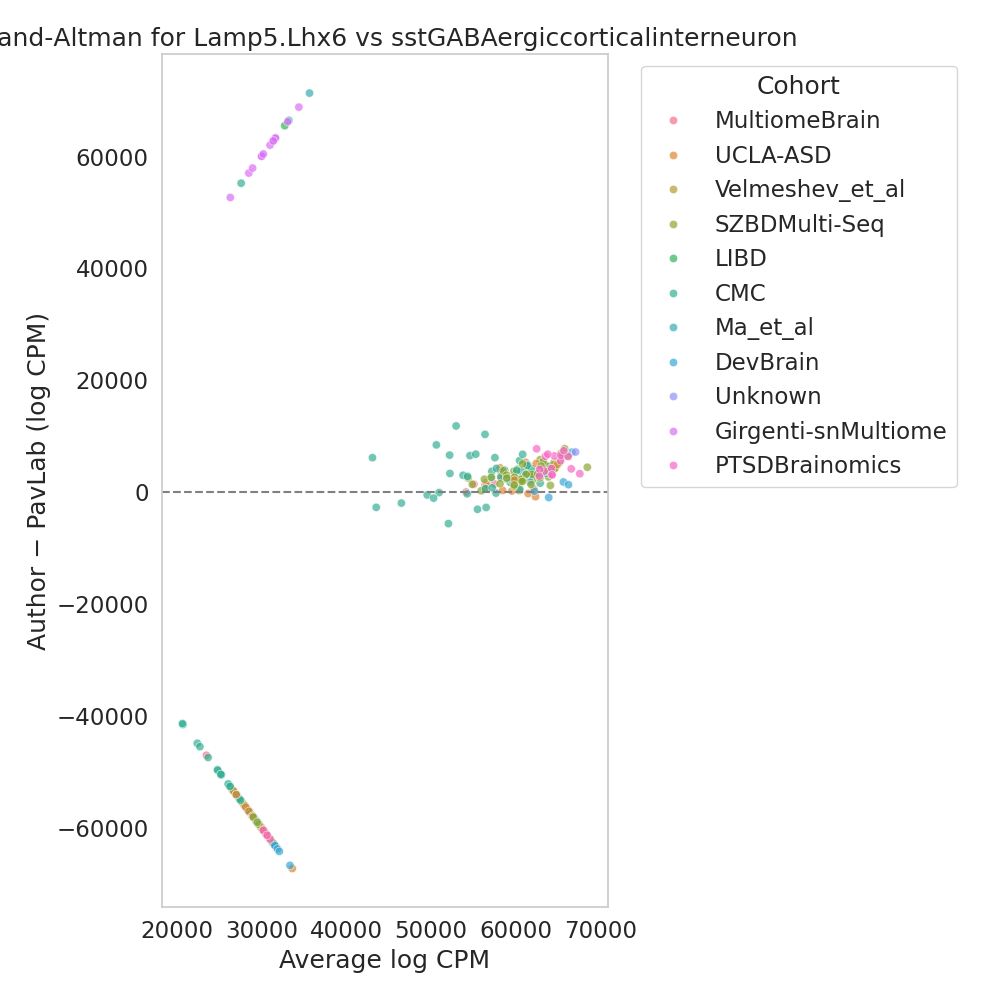 and-Altman for Lamp5.Lhx6 vs sstGABAergiccorticalinterneuron
Cohort
MultiomeBrain
UCLA-ASD
Velmeshev_et_al
SZBDMulti-Seq
LIBD
CMC
Ma_et_al
DevBrain
Unknown
Girgenti-snMultiome
PTSDBrainomics
Author − PavLab (log CPM)
60000
40000
20000
0
−20000
−40000
−60000
20000 30000 40000 50000 60000 70000
Average log CPM